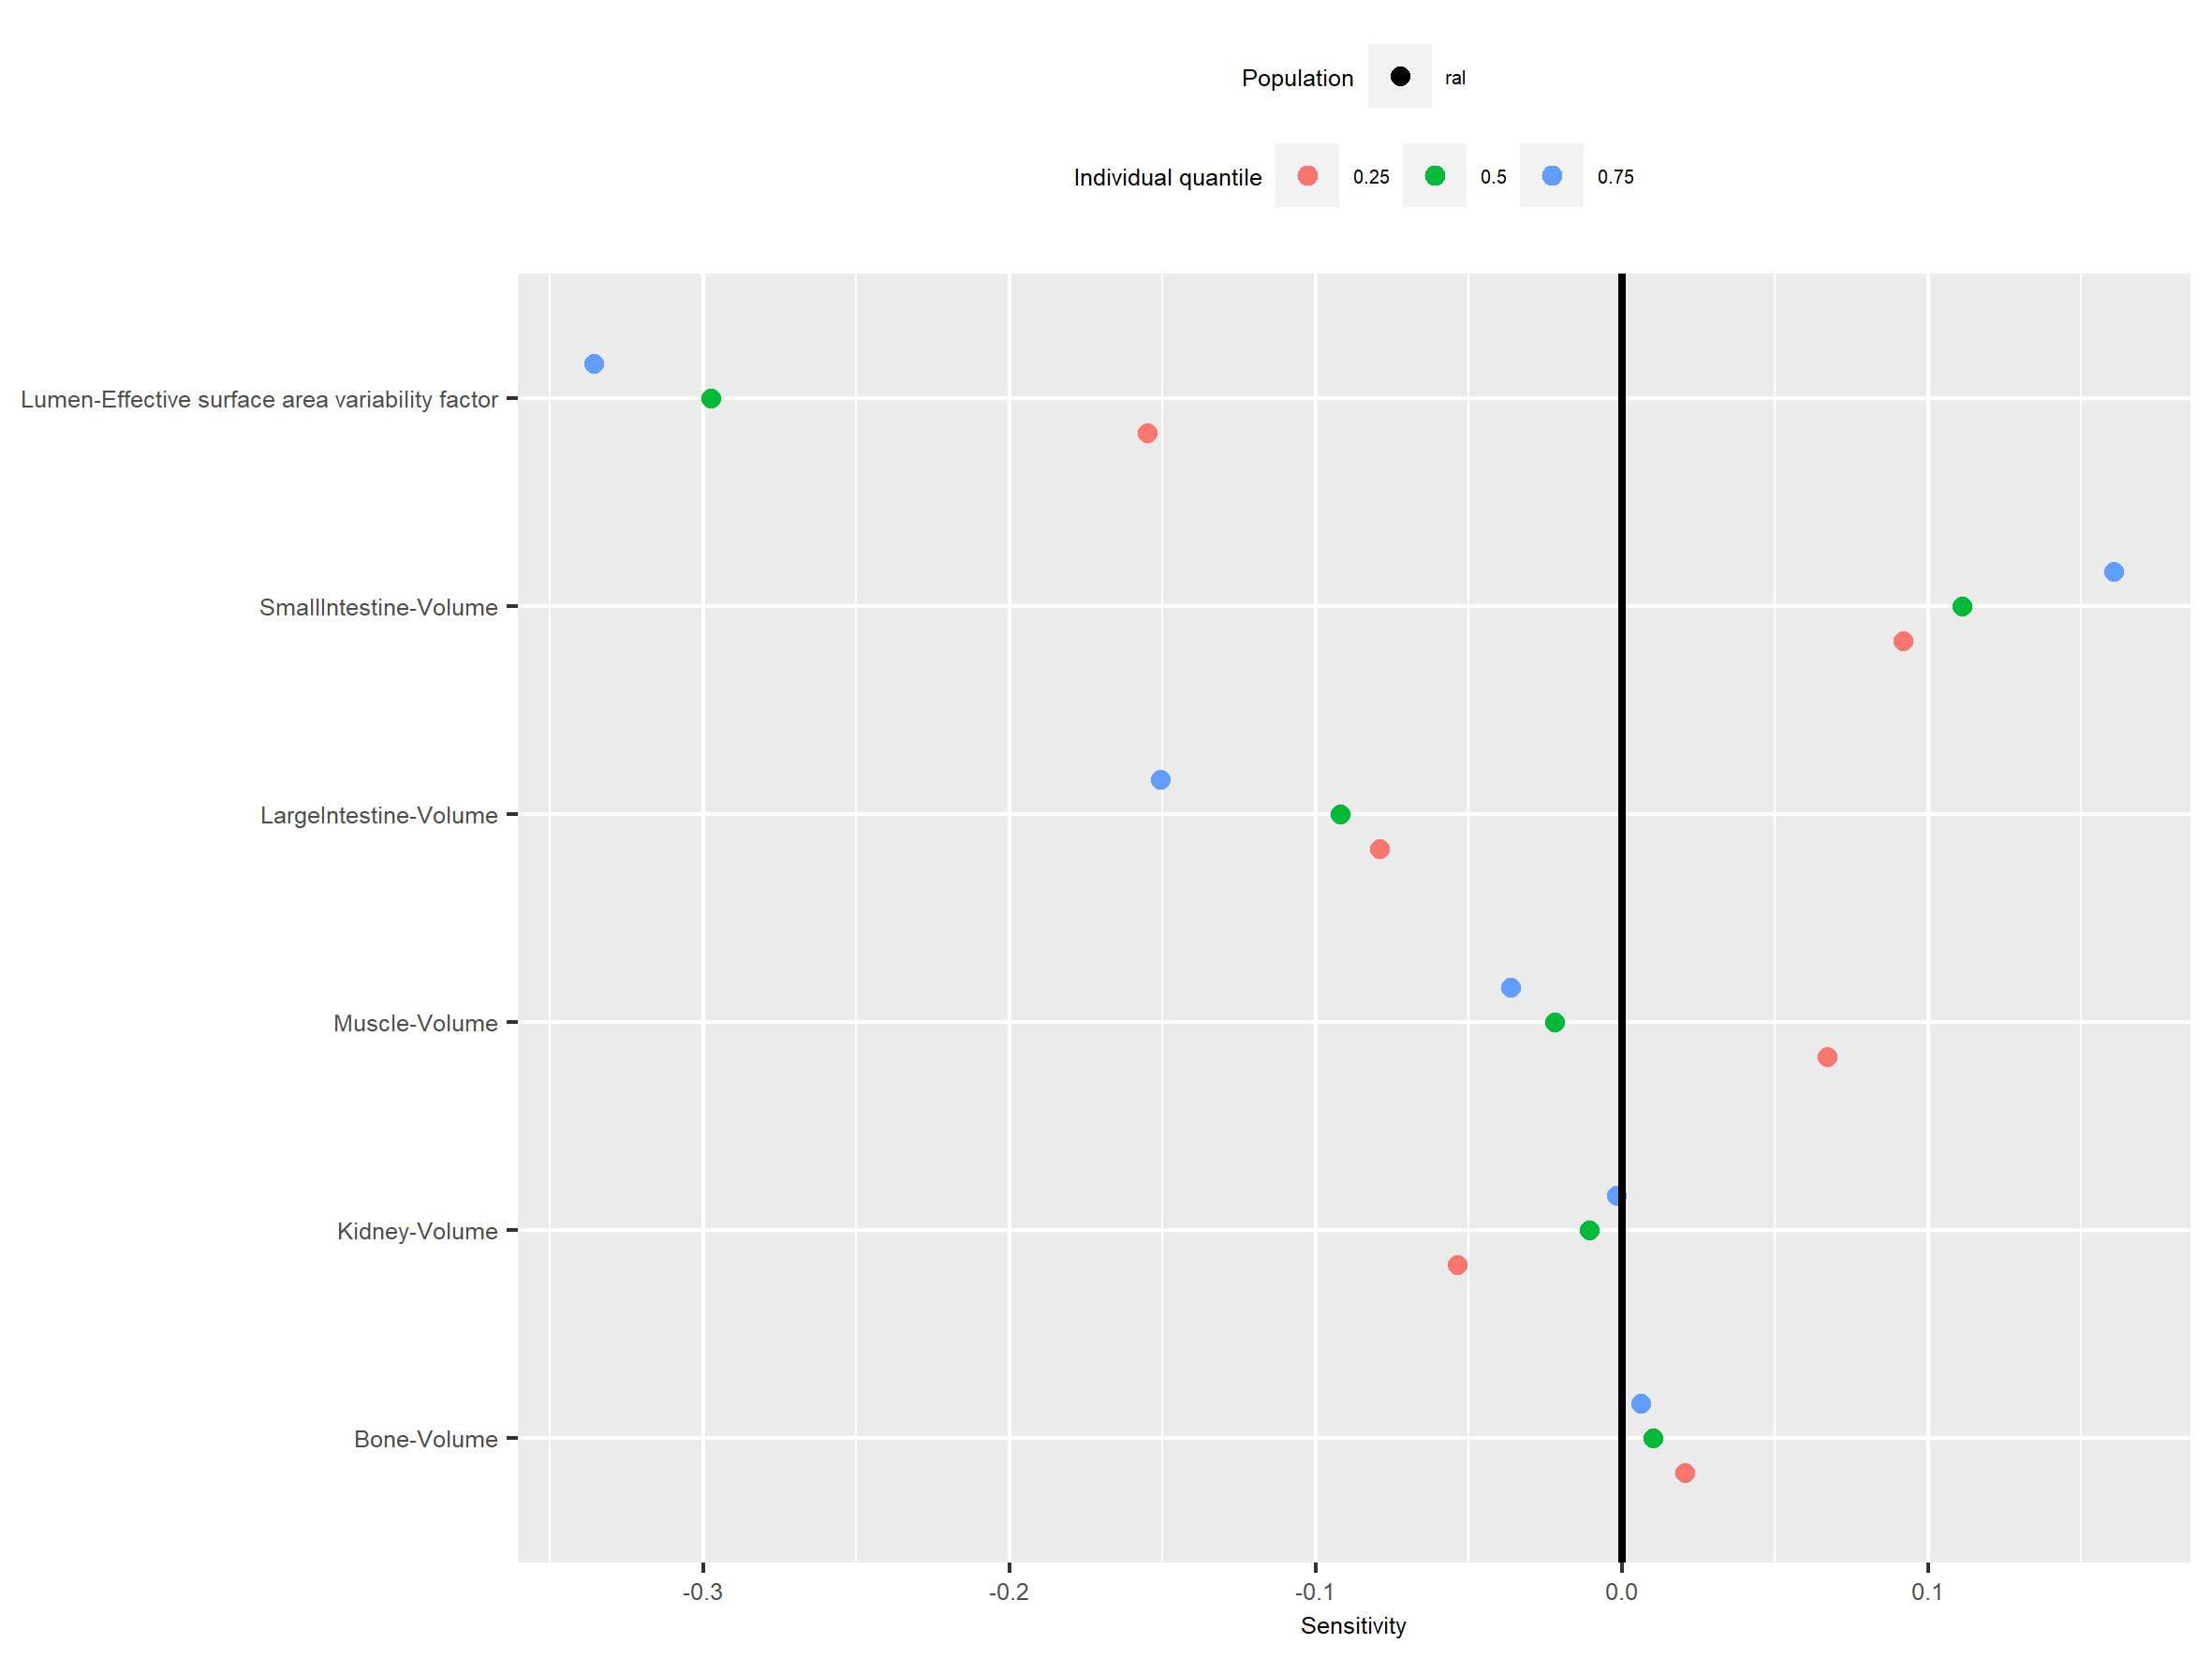 Population ral
Individual quantile 0.25 0.5 0.75
Lumen-Effective surface area variability factor
SmallIntestine-Volume
LargeIntestine-Volume
Muscle-Volume
Kidney-Volume
Bone-Volume
-0.3 -0.2 -0.1 0.0 0.1
Sensitivity